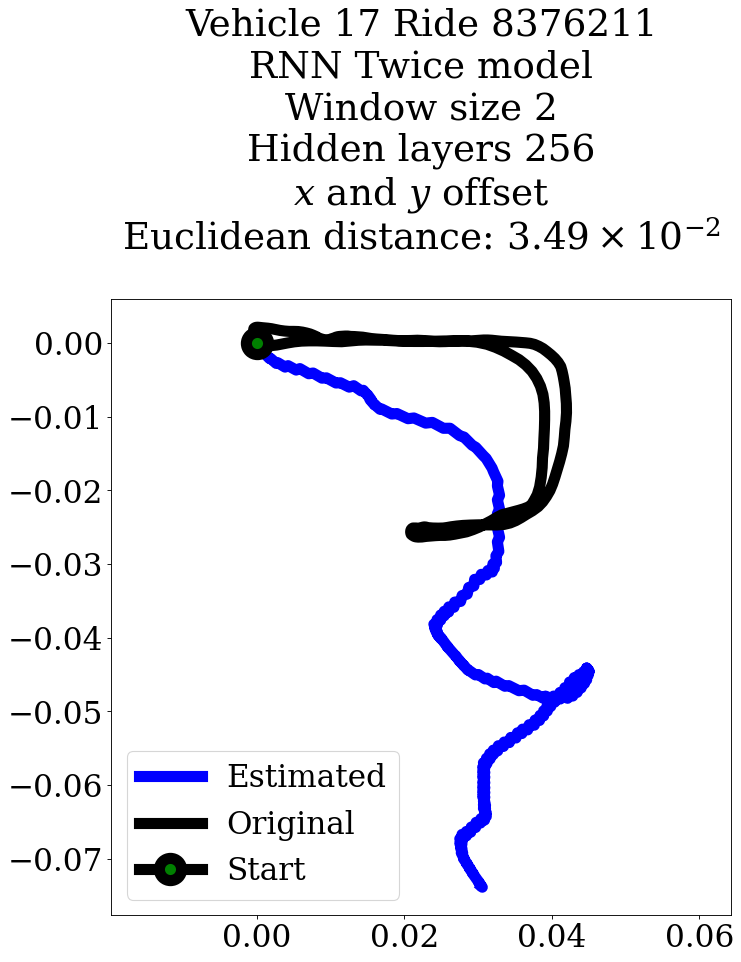 Vehicle 17 Ride 8376211
RNN Twice model
Window size 2
Hidden layers 256
x and y offset
Euclidean distance: 3.49 × 10⁻²
0.00
−0.01
−0.02
−0.03
−0.04
−0.05
−0.06
−0.07
Estimated
Original
Start
0.00 0.02 0.04 0.06